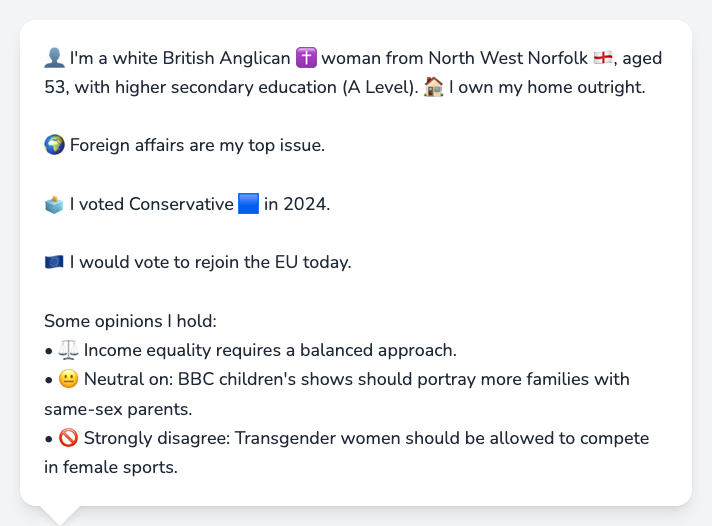 👤 I'm a white British Anglican ✝️ woman from North West Norfolk 🏴󠁧󠁢󠁥󠁮󠁧󠁿, aged
53, with higher secondary education (A Level). 🏠 I own my home outright.
🌍 Foreign affairs are my top issue.
🗳️ I voted Conservative 🟦 in 2024.
🇪🇺 I would vote to rejoin the EU today.
Some opinions I hold:
• ⚖️ Income equality requires a balanced approach.
• 😐 Neutral on: BBC children's shows should portray more families with
same-sex parents.
• 🚫 Strongly disagree: Transgender women should be allowed to compete
in female sports.